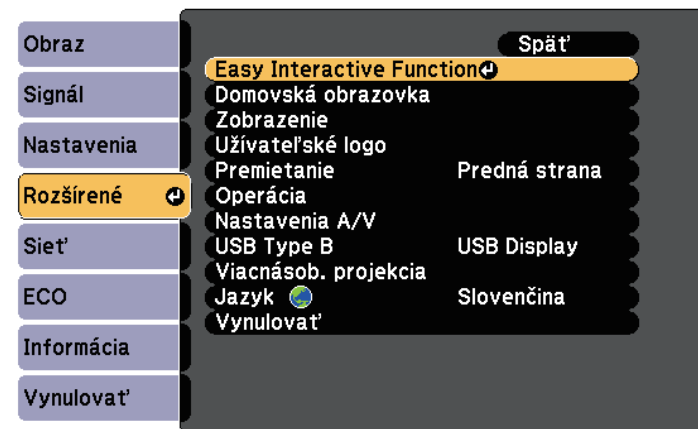 Obraz
Signál
Nastavenia
Rozšírené
Sieť
ECO
Informácia
Vynulovať
Späť
Easy Interactive Function
Domovská obrazovka
Zobrazenie
Užívateľské logo
Premietanie Predná strana
Operácia
Nastavenia A/V
USB Type B USB Display
Viacnásob. projekcia
Jazyk Slovenčina
Vynulovať